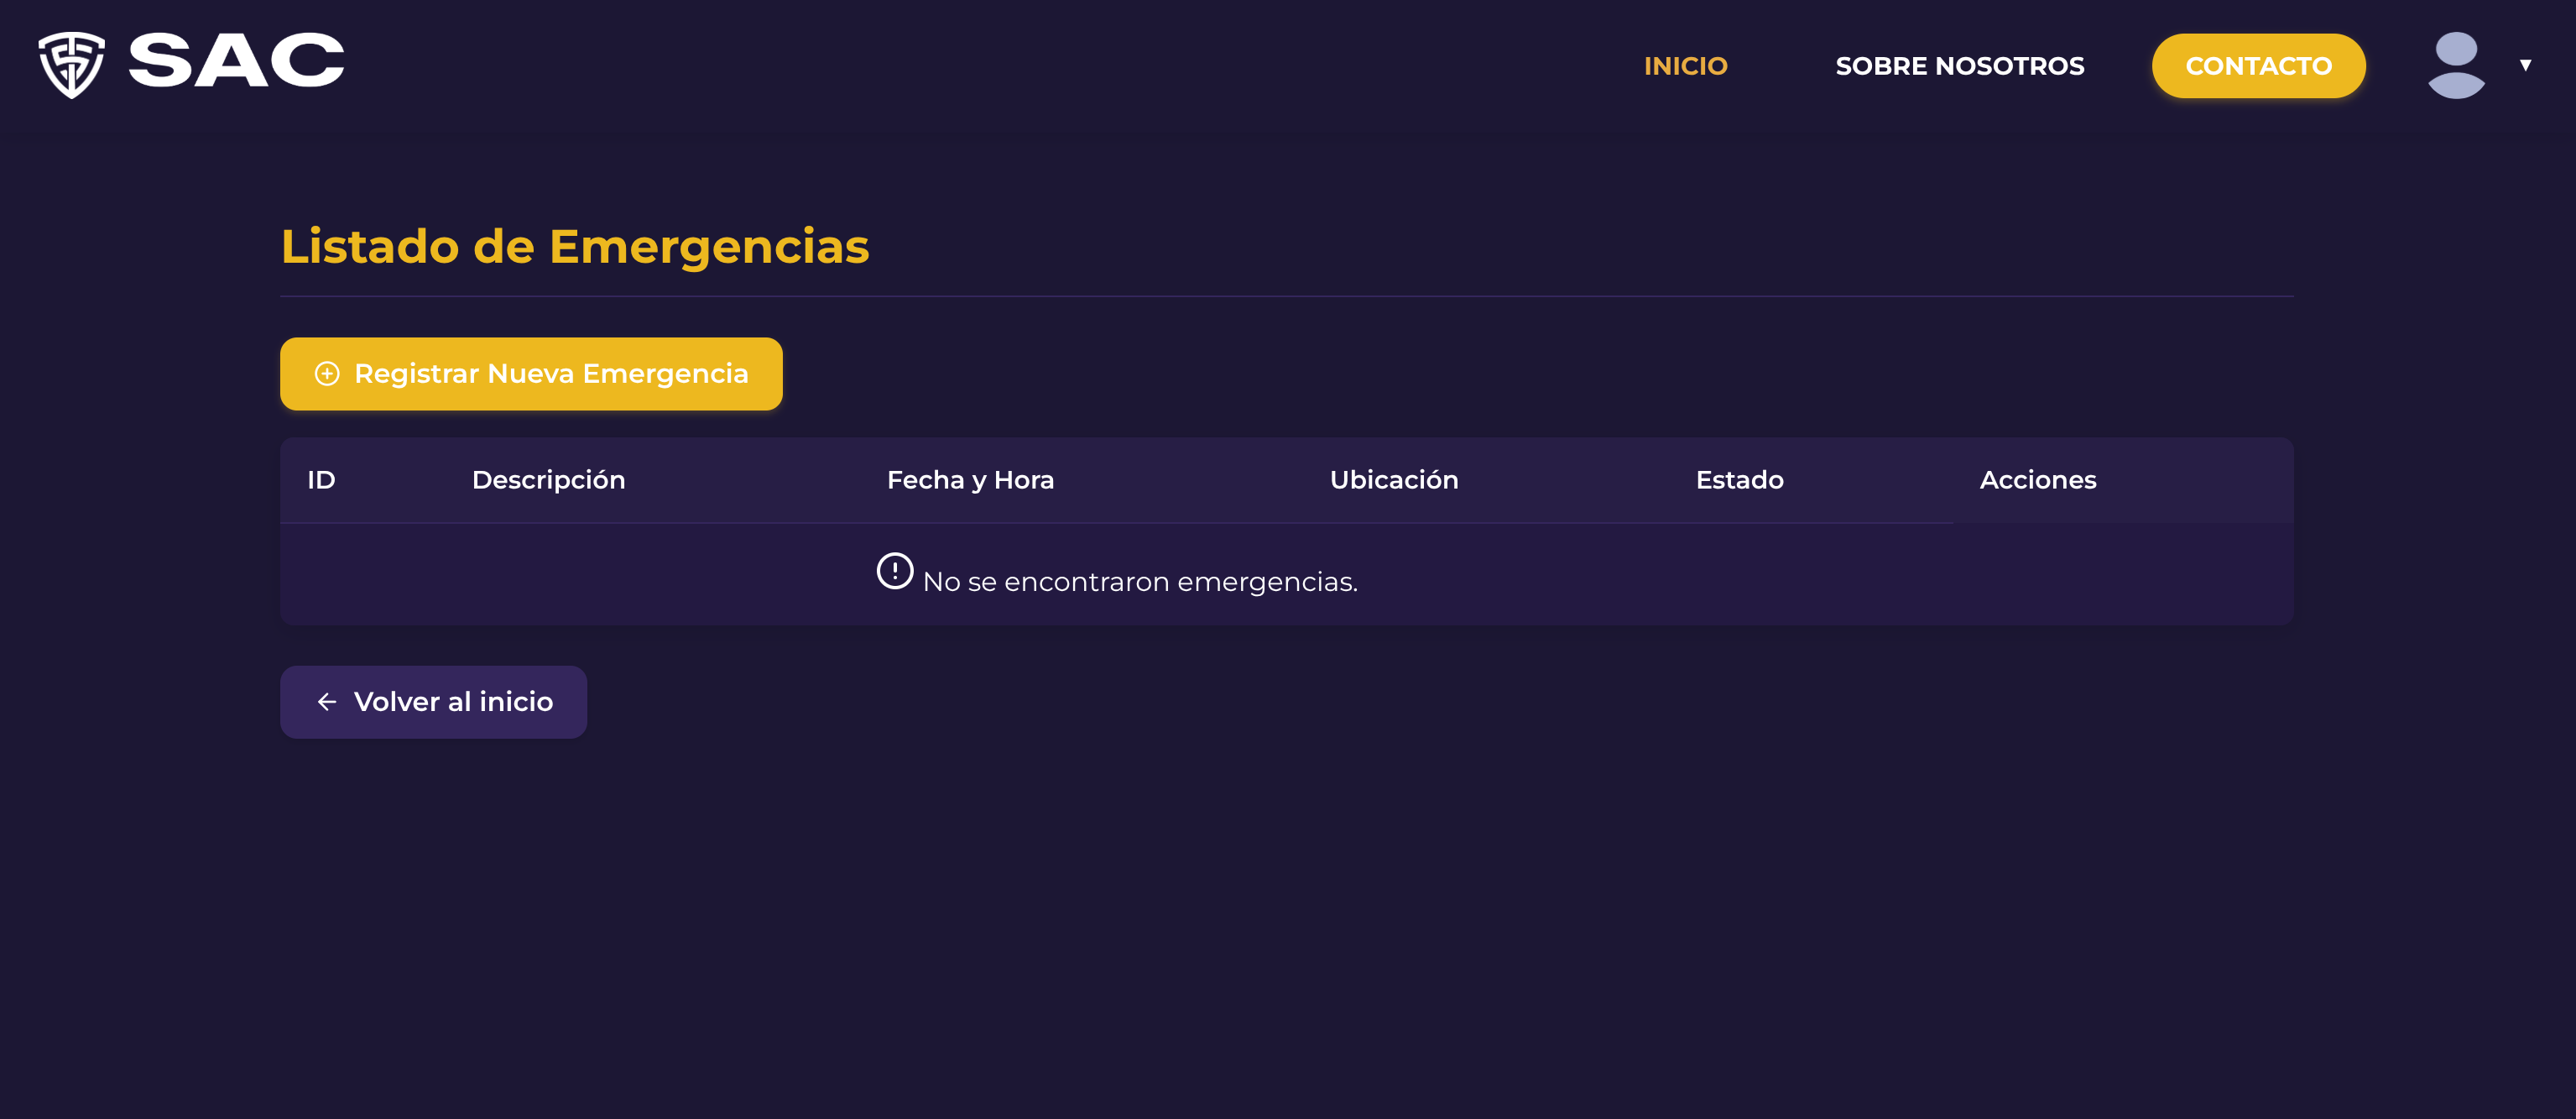 SAC
INICIO
SOBRE NOSOTROS
CONTACTO
Listado de Emergencias
Registrar Nueva Emergencia
ID Descripción Fecha y Hora Ubicación Estado Acciones
No se encontraron emergencias.
Volver al inicio